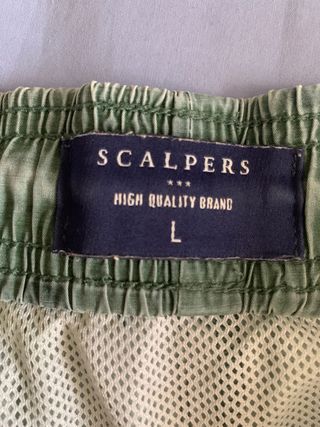 SCALPERS
***
HIGH QUALITY BRAND
L